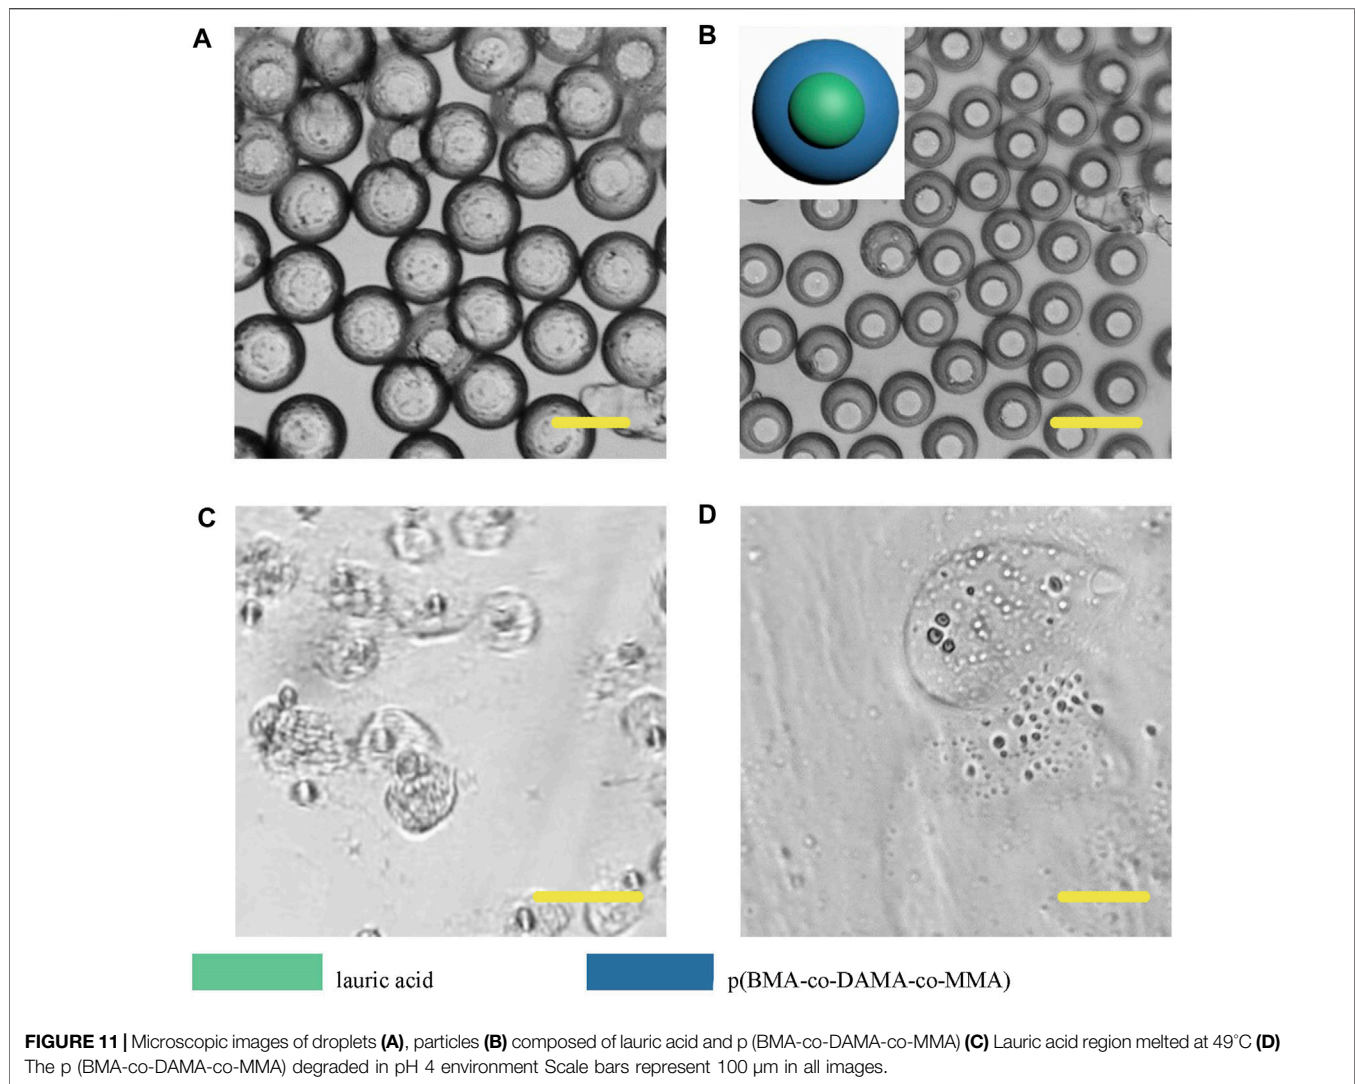 A
B
C
D
lauric acid
p(BMA-co-DAMA-co-MMA)
FIGURE 11 | Microscopic images of droplets (A), particles (B) composed of lauric acid and p (BMA-co-DAMA-co-MMA) (C) Lauric acid region melted at 49°C (D)
The p (BMA-co-DAMA-co-MMA) degraded in pH 4 environment Scale bars represent 100 μm in all images.